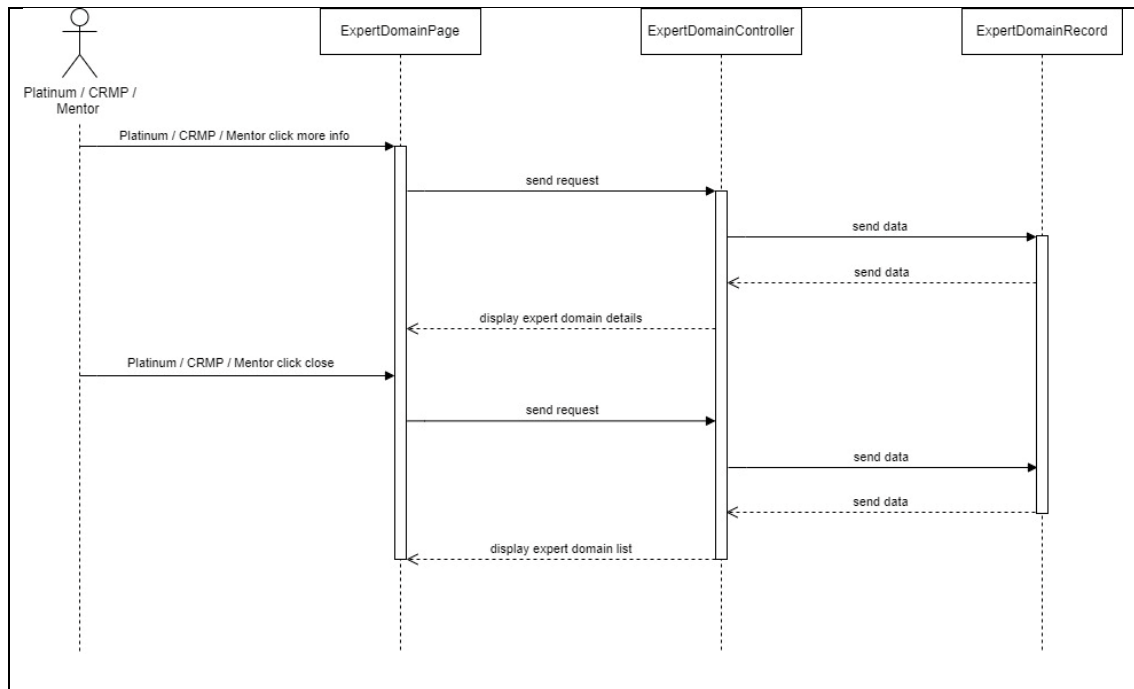 ExpertDomainPage
ExpertDomainController
ExpertDomainRecord
Platinum / CRMP /
Mentor
Platinum / CRMP / Mentor click more info
send request
send data
send data
display expert domain details
Platinum / CRMP / Mentor click close
send request
send data
send data
display expert domain list